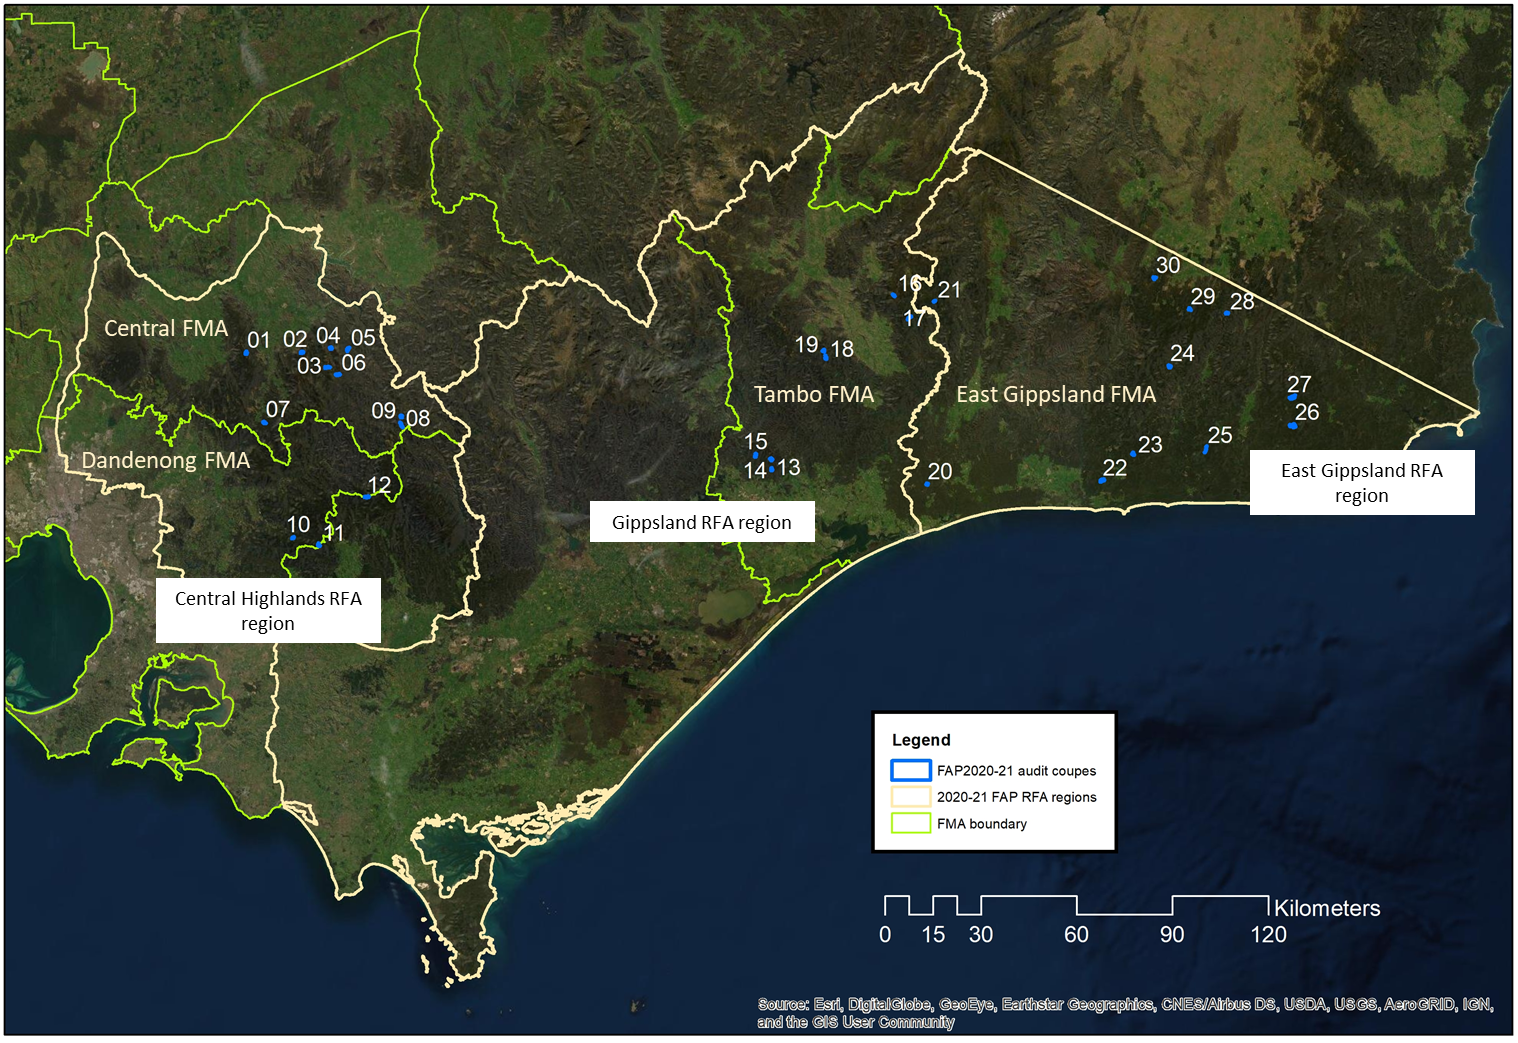 30
16
21
29
28
17
Central FMA
01
02
04
05
19
18
03
06
24
Tambo FMA
East Gippsland FMA
27
07
09
08
26
15
25
Dandenong FMA
14
13
23
22
20
East Gippsland RFA
region
12
Gippsland RFA region
10
11
Central Highlands RFA
region
Legend
FAP2020-21 audit coupes
2020-21 FAP RFA regions
FMA boundary
Kilometers
0 15 30 60 90 120
Source: Esri, DigitalGlobe, GeoEye, Earthstar Geographics, CNES/Airbus DS, USDA, USGS, AeroGRID, IGN,
and the GIS User Community